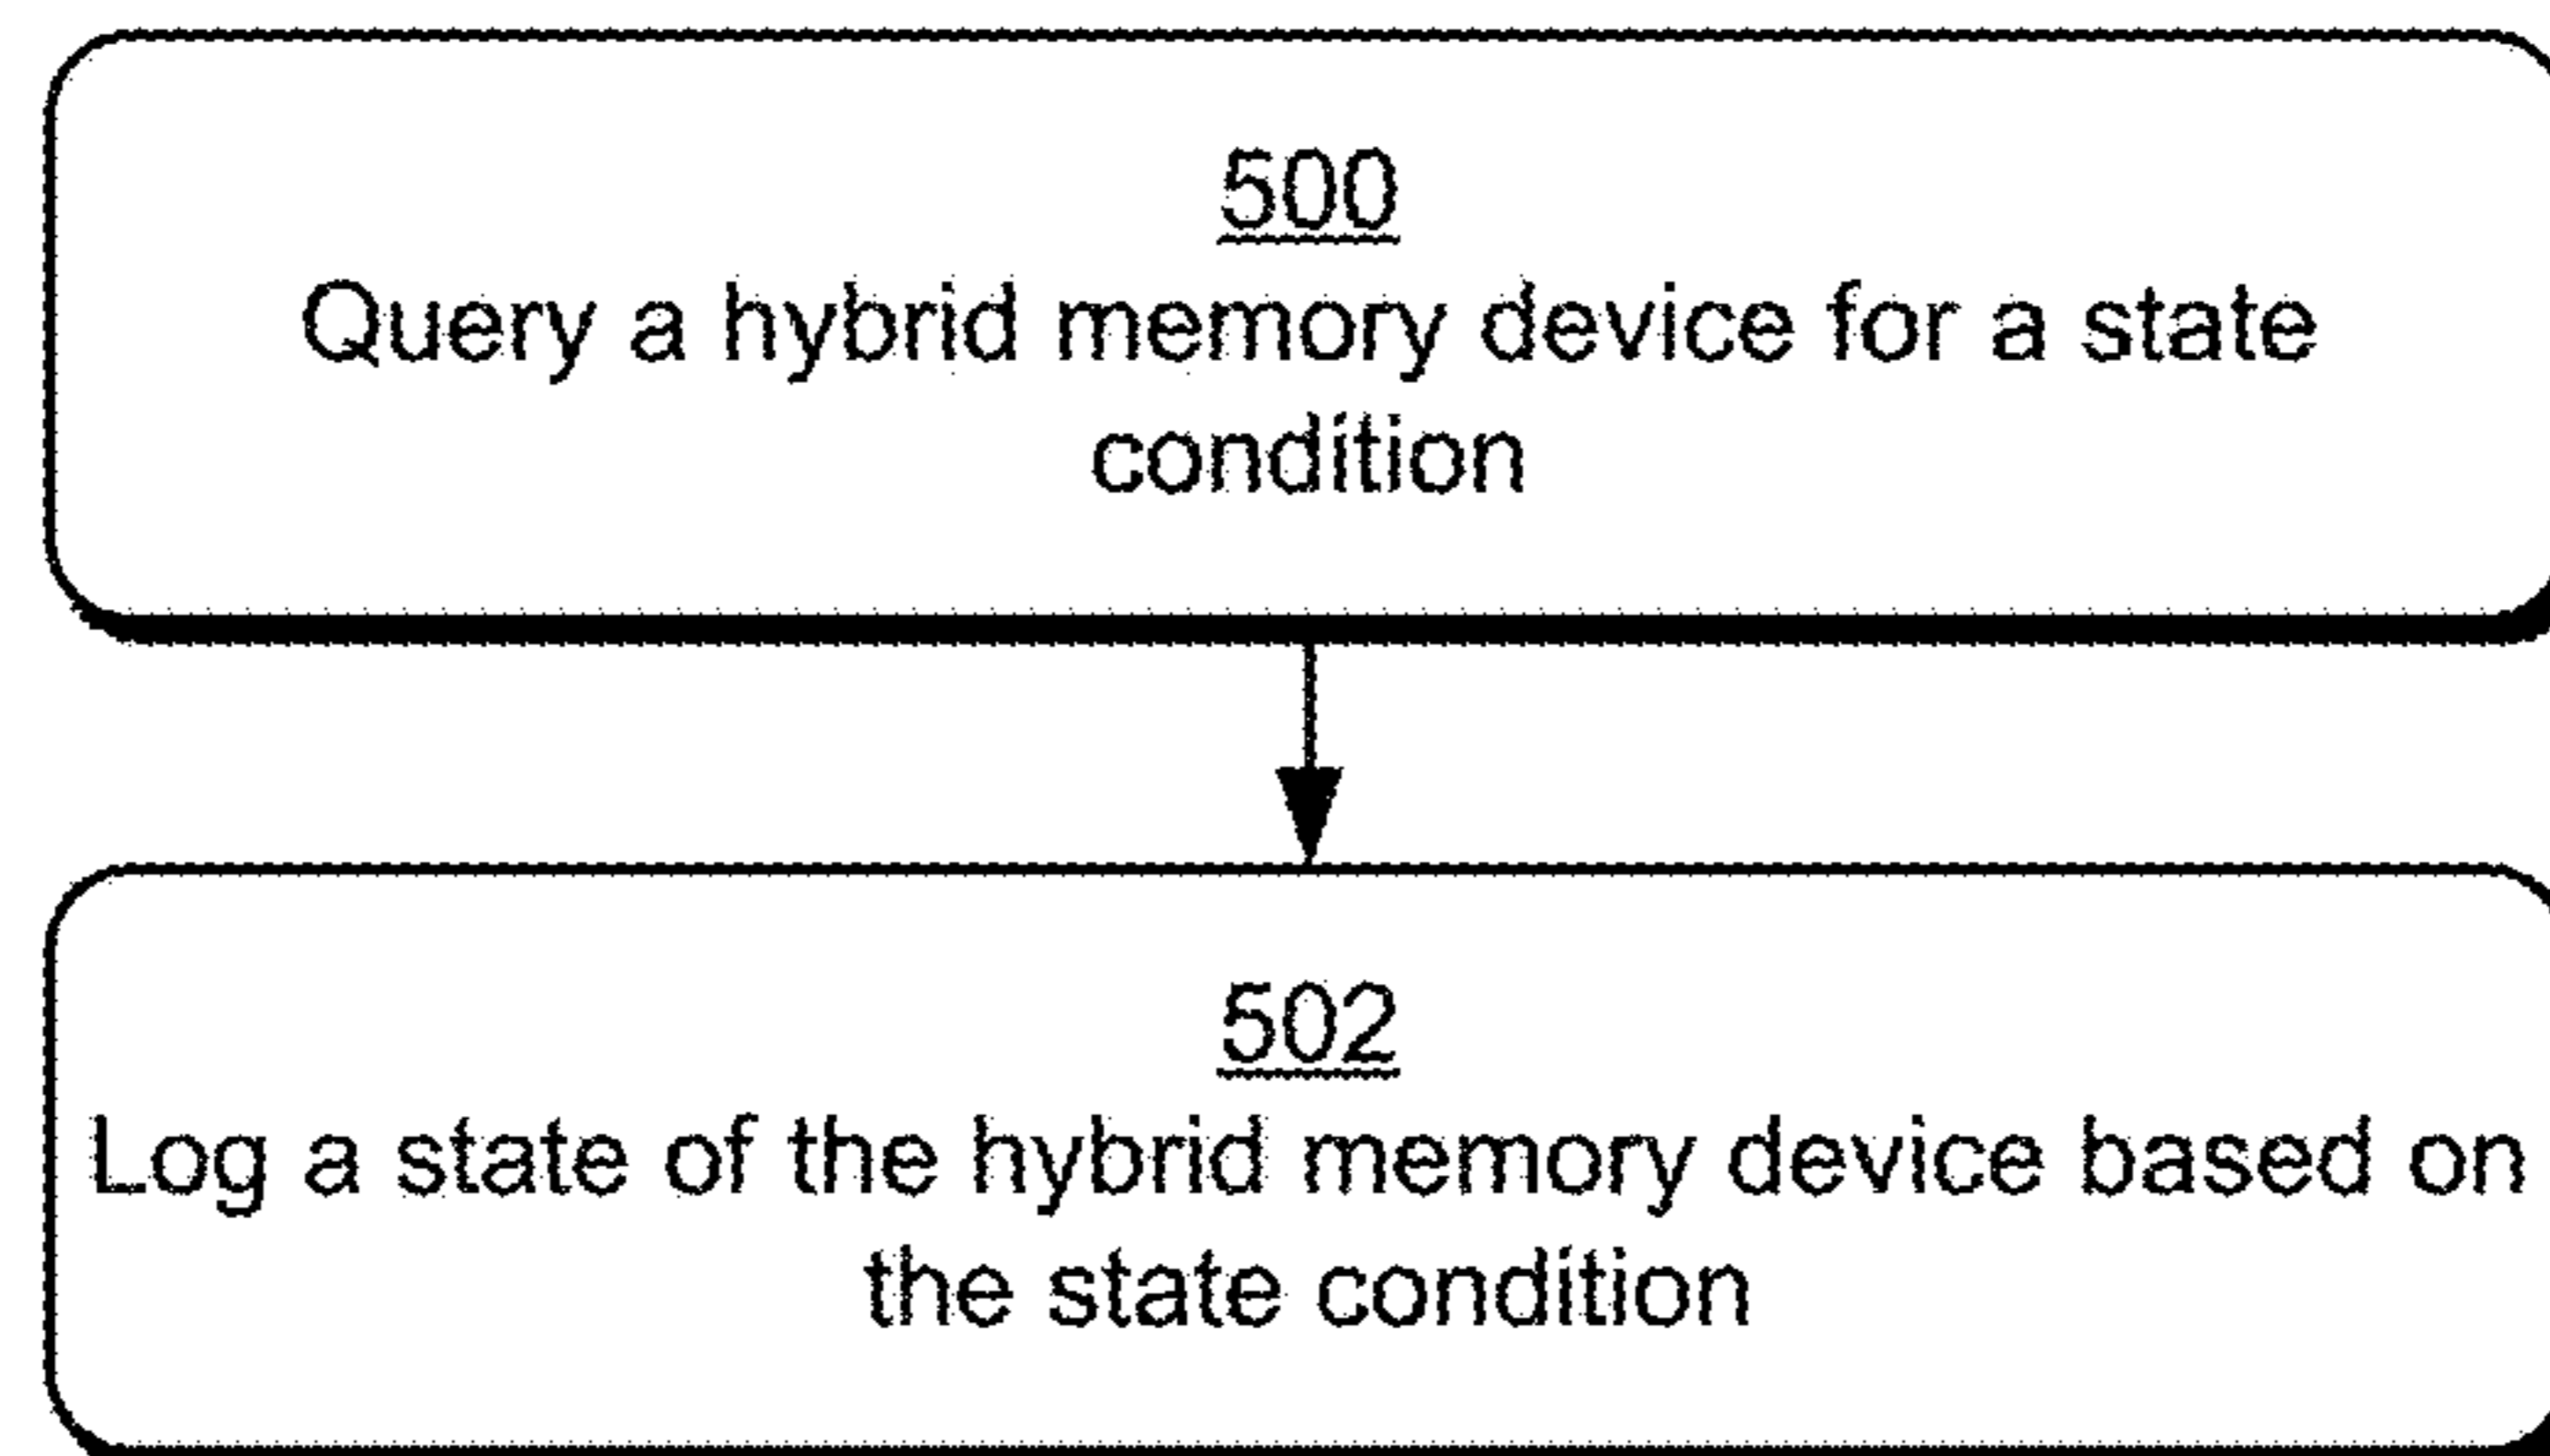 500
Query a hybrid memory device for a state
condition
502
Log a state of the hybrid memory device based on
the state condition